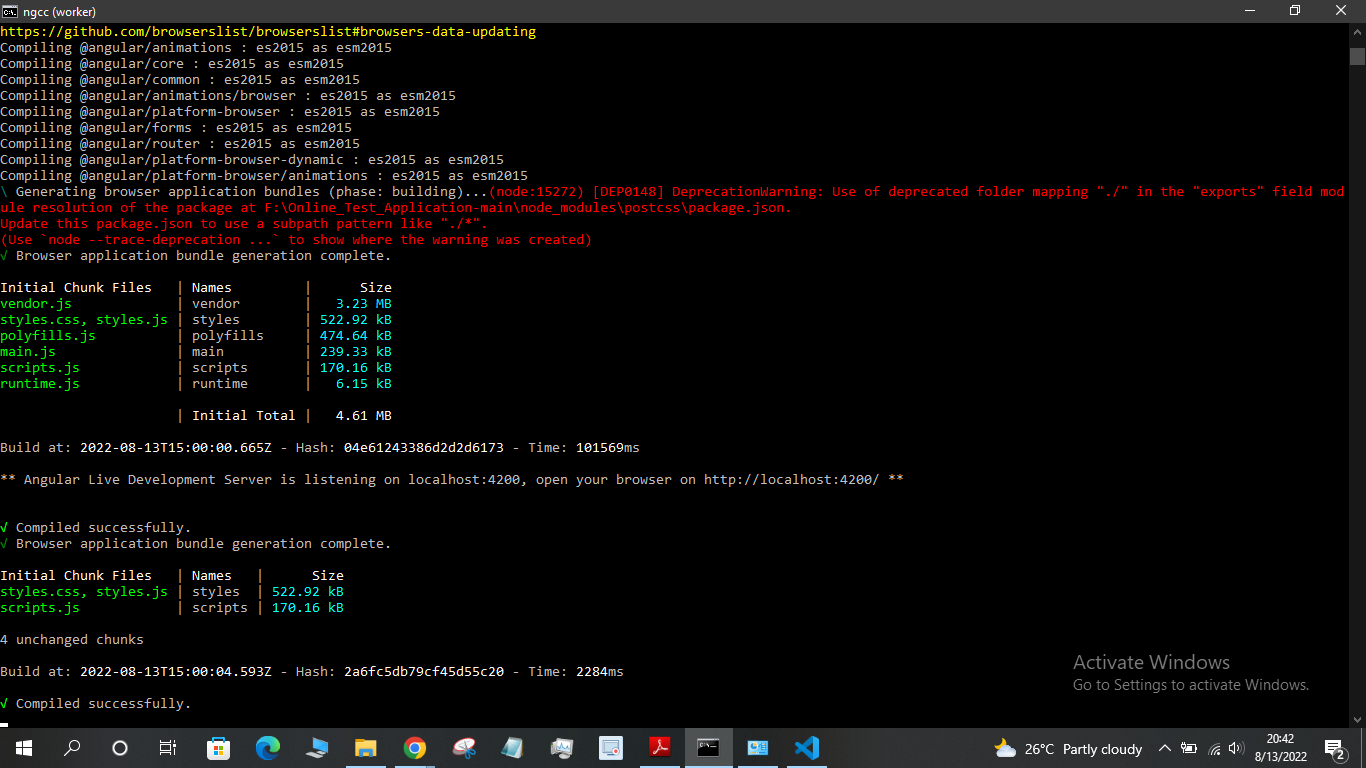 ngcc (worker)
https://github.com/browserslist/browserslist#browsers-data-updating
Compiling @angular/animations : es2015 as esm2015
Compiling @angular/core : es2015 as esm2015
Compiling @angular/common : es2015 as esm2015
Compiling @angular/animations/browser : es2015 as esm2015
Compiling @angular/platform-browser : es2015 as esm2015
Compiling @angular/forms : es2015 as esm2015
Compiling @angular/router : es2015 as esm2015
Compiling @angular/platform-browser-dynamic : es2015 as esm2015
Compiling @angular/platform-browser/animations : es2015 as esm2015
\ Generating browser application bundles (phase: building)...(node:15272) [DEP0148] DeprecationWarning: Use of deprecated folder mapping "./" in the "exports" field mod
ule resolution of the package at F:\Online_Test_Application-main\node_modules\postcss\package.json.
Update this package.json to use a subpath pattern like "./*".
(Use `node --trace-deprecation ...` to show where the warning was created)
√ Browser application bundle generation complete.
Initial Chunk Files   | Names         |      Size
vendor.js             | vendor        |   3.23 MB
styles.css, styles.js | styles        | 522.92 kB
polyfills.js          | polyfills     | 474.64 kB
main.js               | main          | 239.33 kB
scripts.js            | scripts       | 170.16 kB
runtime.js            | runtime       |   6.15 kB
| Initial Total |   4.61 MB
Build at: 2022-08-13T15:00:00.665Z - Hash: 04e61243386d2d2d6173 - Time: 101569ms
** Angular Live Development Server is listening on localhost:4200, open your browser on http://localhost:4200/ **
√ Compiled successfully.
√ Browser application bundle generation complete.
Initial Chunk Files   | Names   |      Size
styles.css, styles.js | styles  | 522.92 kB
scripts.js            | scripts | 170.16 kB
4 unchanged chunks
Build at: 2022-08-13T15:00:04.593Z - Hash: 2a6fc5db79cf45d55c20 - Time: 2284ms
√ Compiled successfully.
Activate Windows
Go to Settings to activate Windows.
26°C Partly cloudy
20:42
8/13/2022
2